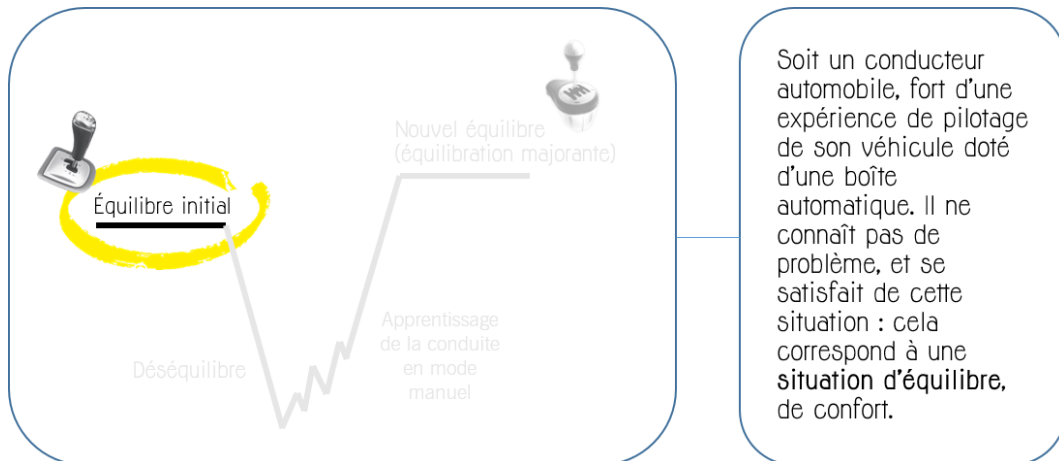 Nouvel équilibre
(équilibration majorante)
Équilibre initial
Apprentissage
de la conduite
en mode
manuel
Déséquilibre
Soit un conducteur
automobile, fort d'une
expérience de pilotage
de son véhicule doté
d'une boîte
automatique. Il ne
connaît pas de
problème, et se
satisfait de cette
situation : cela
correspond à une
situation d'équilibre,
de confort.